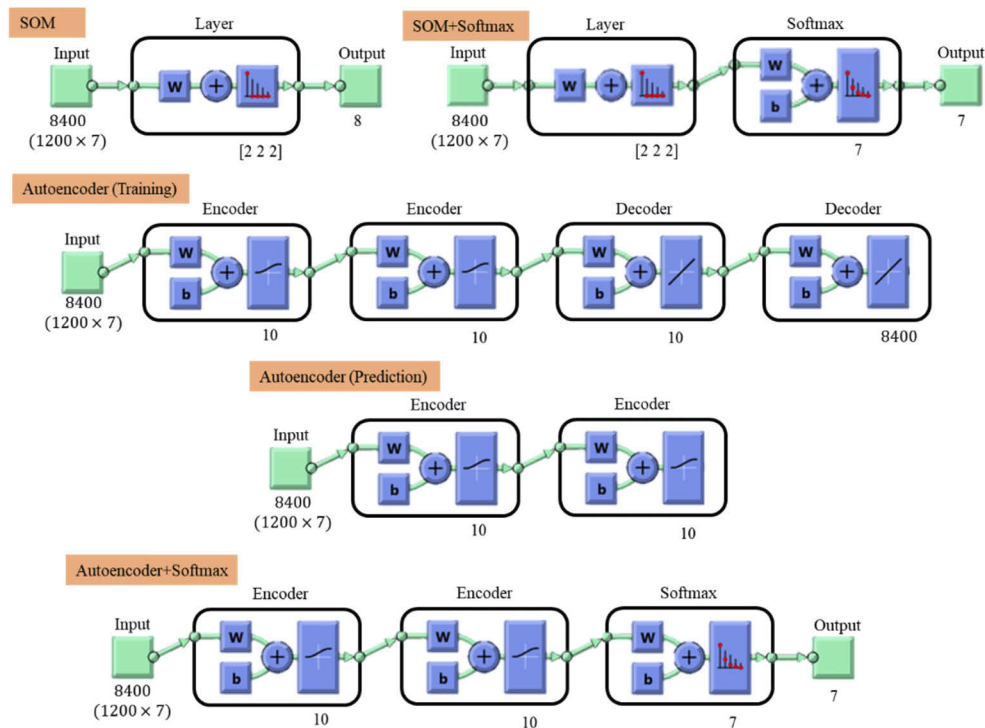 SOM
SOM+Softmax
Input
Layer
Output
Input
Layer
Softmax
Output
W
W
W
b
8400
(1200 × 7)
[2 2 2]
8
8400
(1200 × 7)
[2 2 2]
7
7
Autoencoder (Training)
Input
Encoder
Encoder
Decoder
Decoder
W
b
W
b
W
b
W
b
8400
(1200 × 7)
10
10
10
8400
Autoencoder (Prediction)
Input
Encoder
Encoder
W
b
W
b
8400
(1200 × 7)
10
10
Autoencoder+Softmax
Input
Encoder
Encoder
Softmax
Output
W
b
W
b
W
b
8400
(1200 × 7)
10
10
7
7